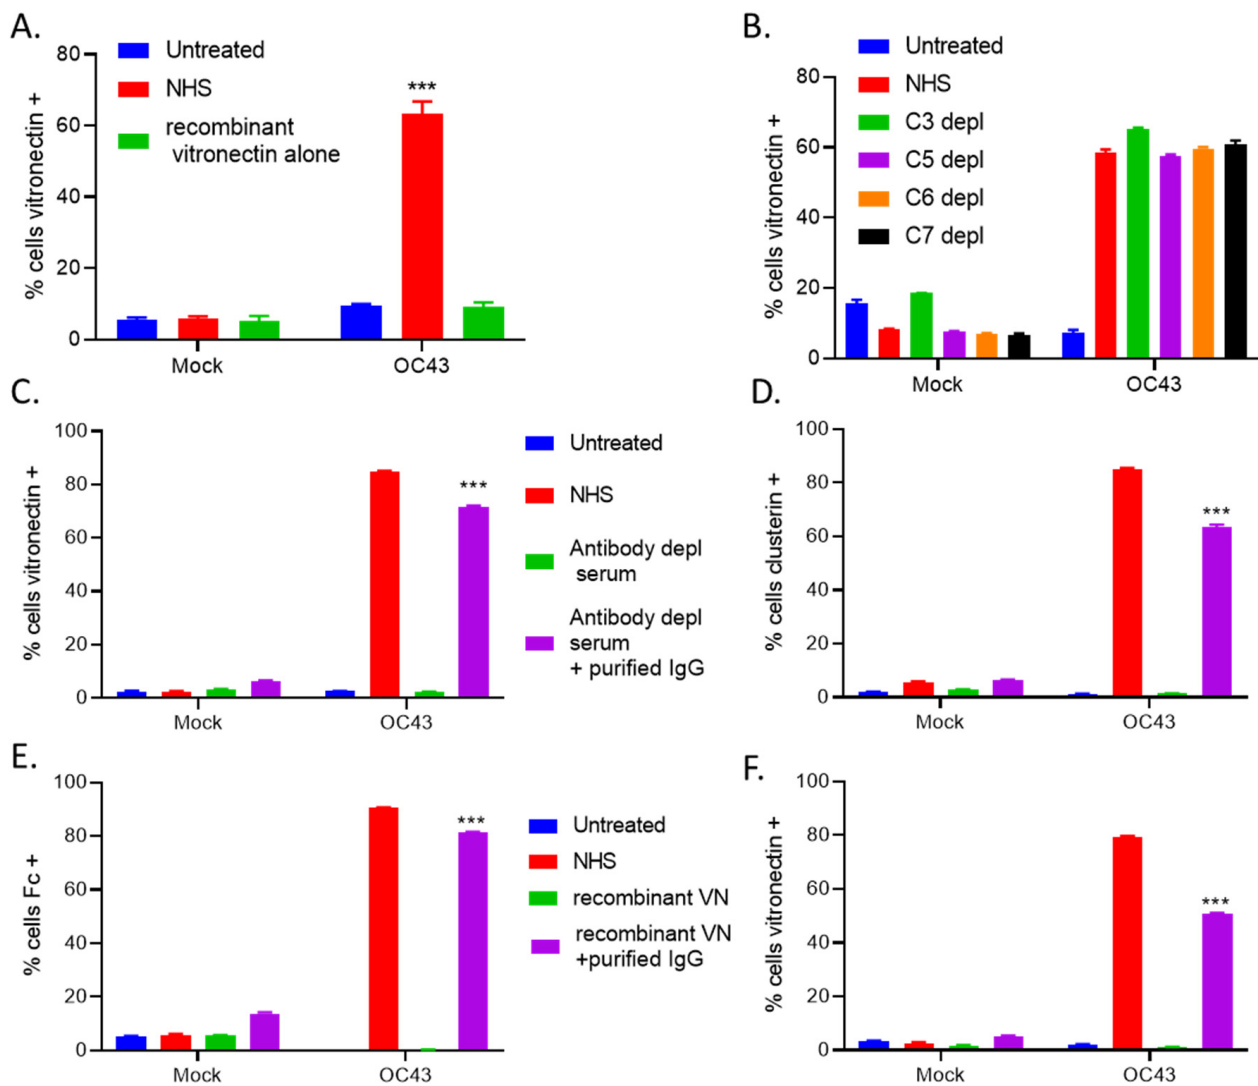 A.
Untreated
NHS
recombinant
vitronectin alone
% cells vitronectin +
80
60
40
20
0
***
Mock
OC43
B.
Untreated
NHS
C3 depl
C5 depl
C6 depl
C7 depl
% cells vitronectin +
80
60
40
20
0
Mock
OC43
C.
% cells vitronectin +
100
80
60
40
20
0
***
Mock
OC43
Untreated
NHS
Antibody depl
serum
Antibody depl
serum
+ purified IgG
D.
% cells clusterin +
100
80
60
40
20
0
***
Mock
OC43
E.
% cells Fc +
100
80
60
40
20
0
***
Mock
OC43
Untreated
NHS
recombinant VN
recombinant VN
+purified IgG
F.
% cells vitronectin +
100
80
60
40
20
0
***
Mock
OC43